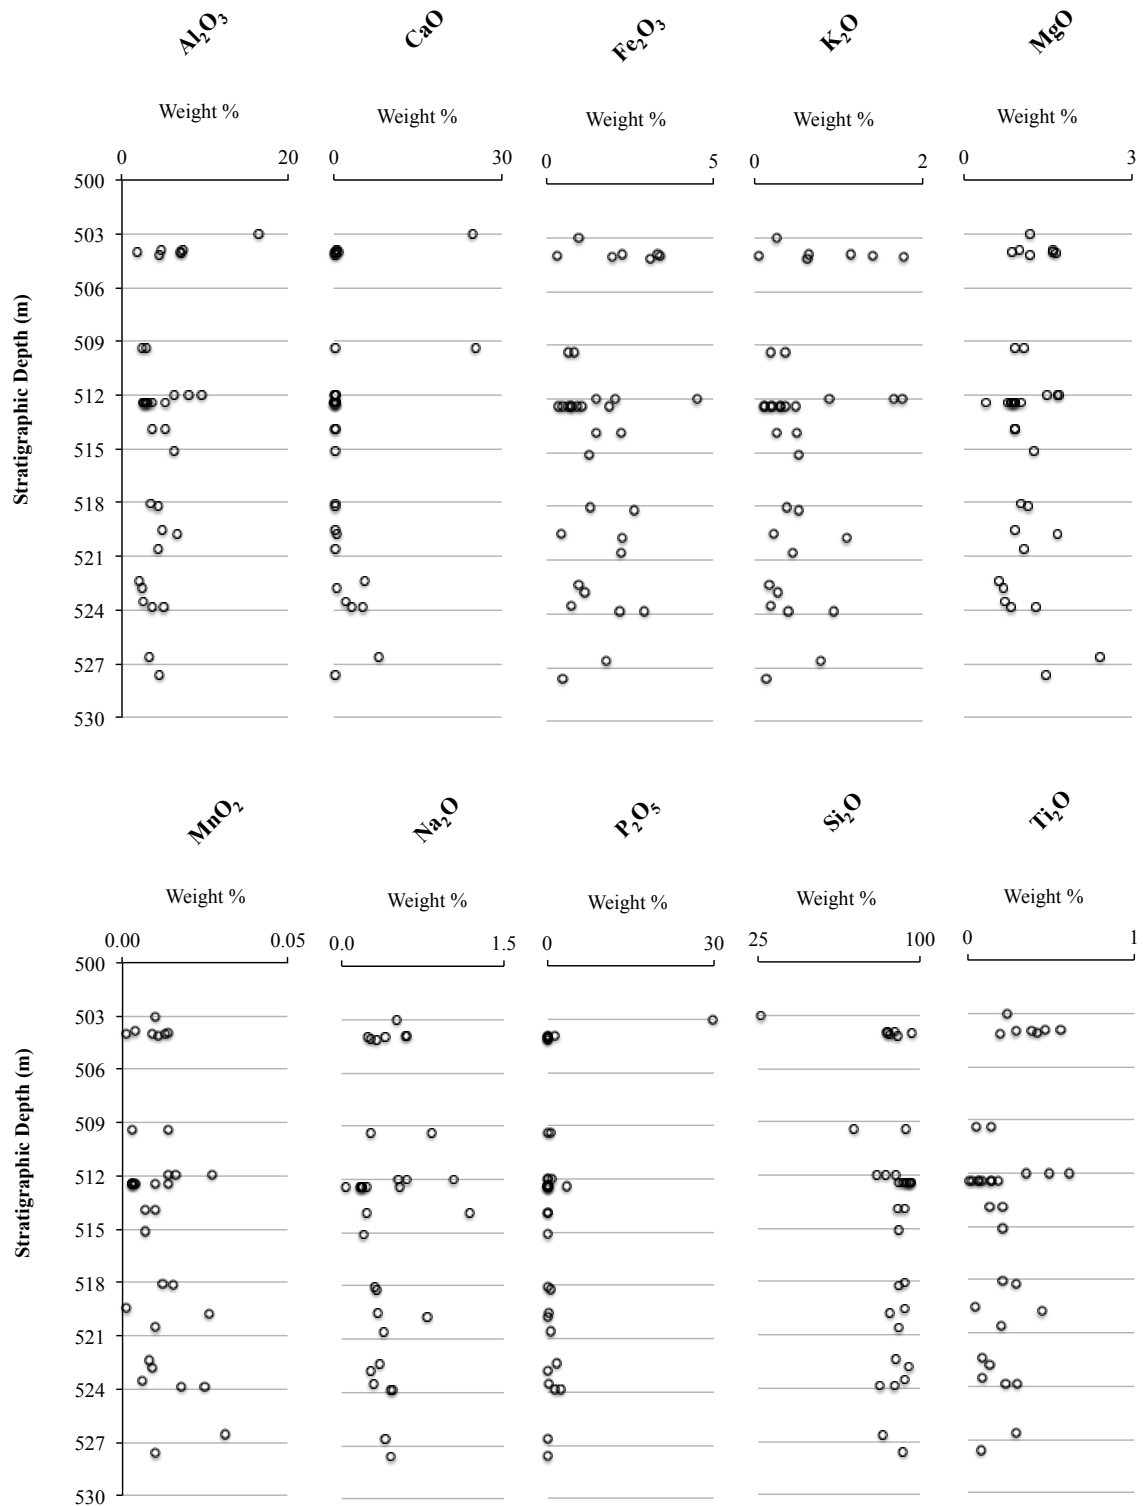 Al₂O₃ CaO Fe₂O₃ K₂O MgO
Weight % Weight % Weight % Weight % Weight %
0 20 0 30 0 5 0 2 0 3
500
503
506
509
512
515
518
521
524
527
530
Stratigraphic Depth (m)
MnO₂ Na₂O P₂O₅ Si₂O Ti₂O
Weight % Weight % Weight % Weight % Weight %
0.00 0.05 0.0 1.5 0 30 25 100 0 1
500
503
506
509
512
515
518
521
524
527
530
Stratigraphic Depth (m)